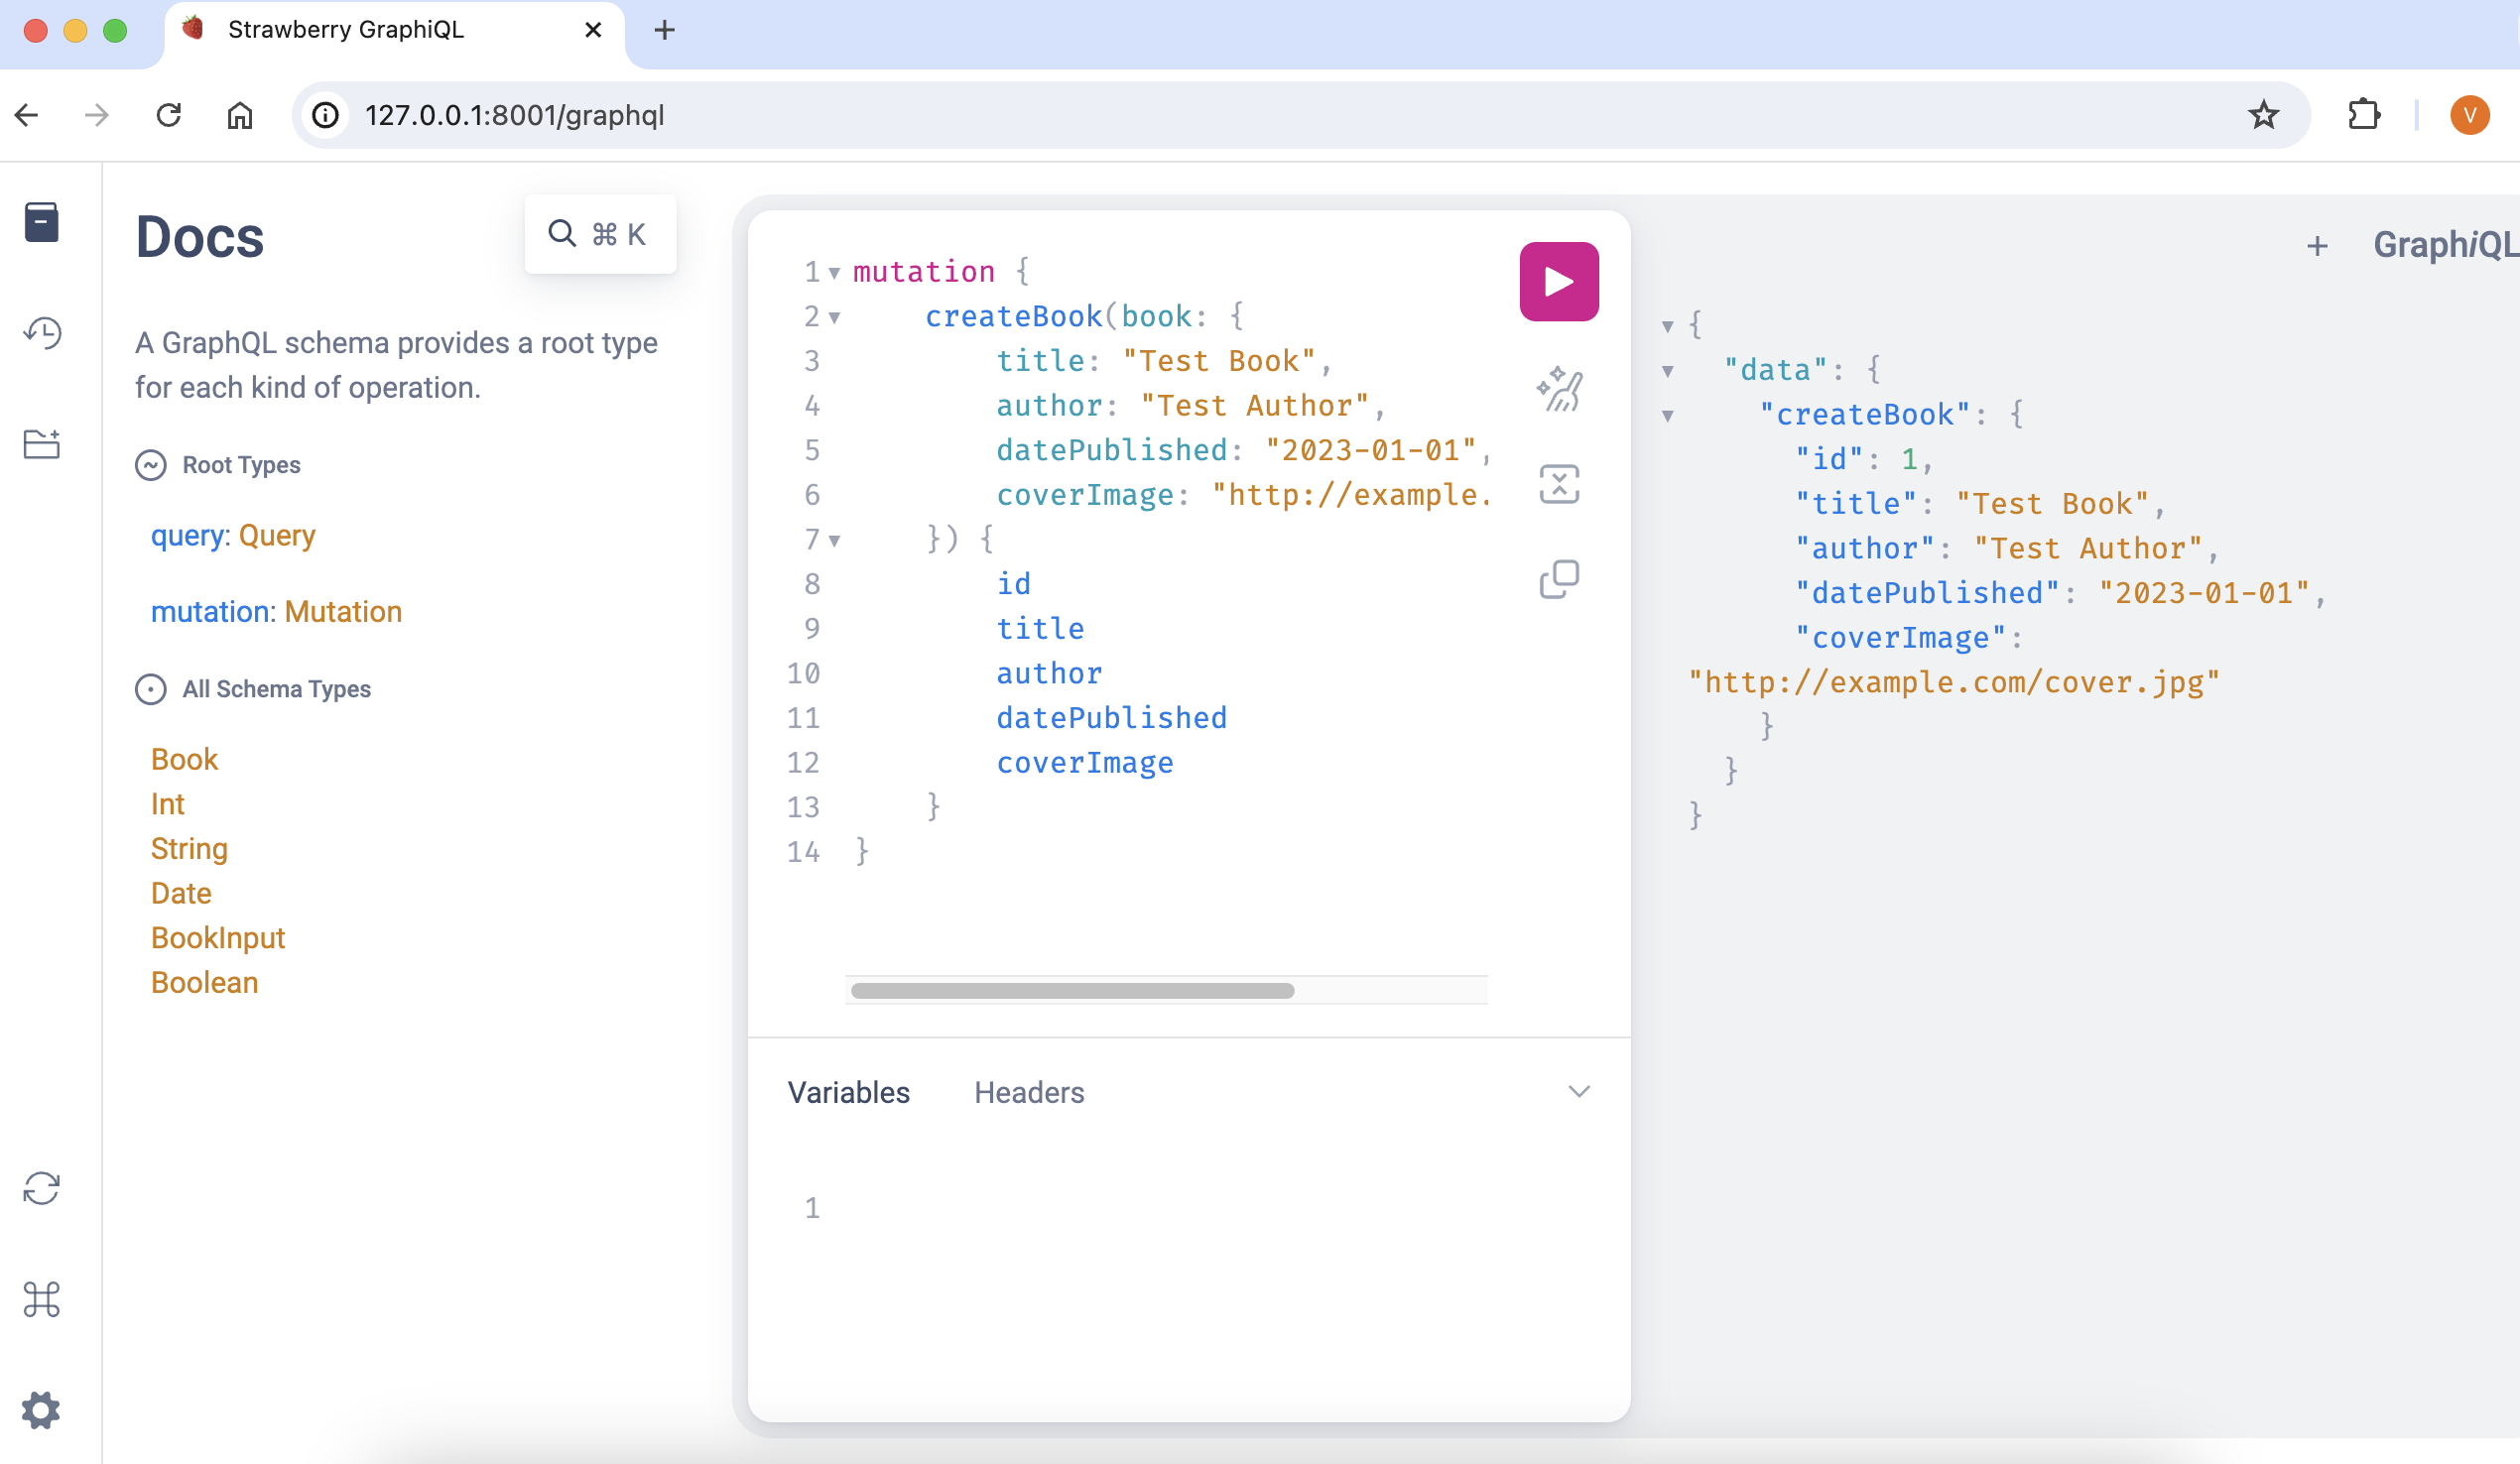 Strawberry GraphiQL
127.0.0.1:8001/graphql
Docs
⌘ K
A GraphQL schema provides a root type
for each kind of operation.
Root Types
query: Query
mutation: Mutation
All Schema Types
Book
Int
String
Date
BookInput
Boolean
1 mutation {
2 createBook(book: {
3 title: "Test Book",
4 author: "Test Author",
5 datePublished: "2023-01-01",
6 coverImage: "http://example.
7 }) {
8 id
9 title
10 author
11 datePublished
12 coverImage
13 }
14 }
Variables Headers
1
GraphiQL
{
"data": {
"createBook": {
"id": 1,
"title": "Test Book",
"author": "Test Author",
"datePublished": "2023-01-01",
"coverImage":
"http://example.com/cover.jpg"
}
}
}
V